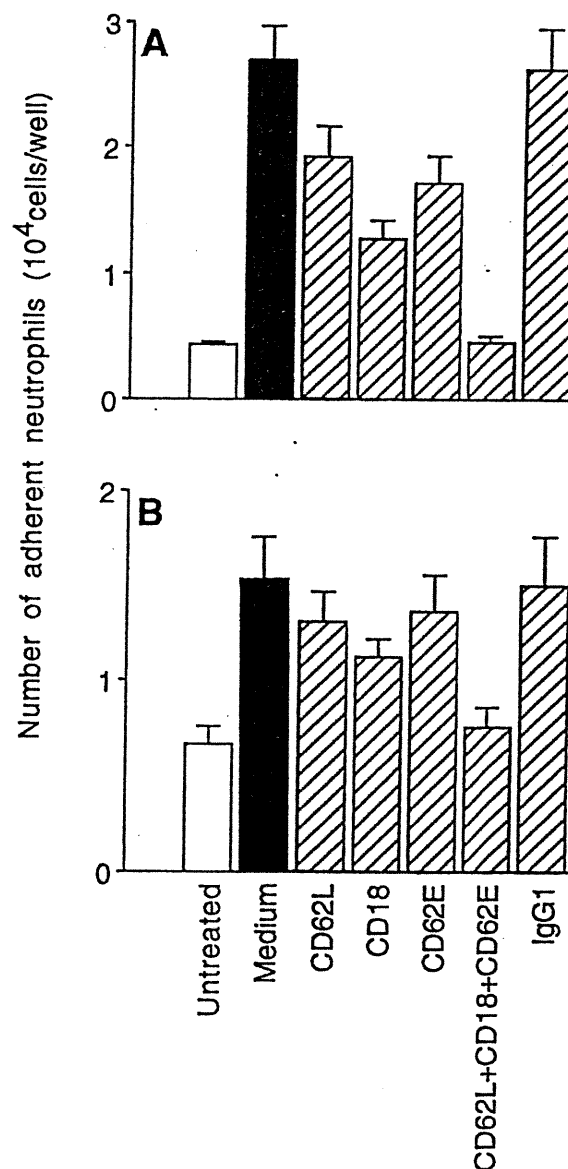 Number of adherent neutrophils (10⁴cells/well)
A
3
2
1
0
B
2
1
0
Untreated
Medium
CD62L
CD18
CD62E
CD62L+CD18+CD62E
IgG1